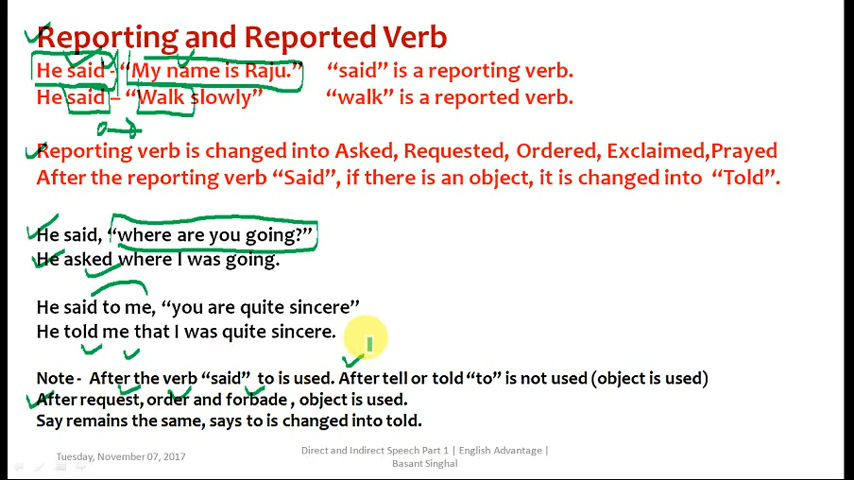 Reporting and Reported Verb
He said - “My name is Raju.” “said” is a reporting verb.
He said – “Walk slowly” “walk” is a reported verb.
Reporting verb is changed into Asked, Requested, Ordered, Exclaimed,Prayed
After the reporting verb “Said”, if there is an object, it is changed into “Told”.
He said, “where are you going?”
He asked where I was going.
He said to me, “you are quite sincere”
He told me that I was quite sincere.
Note - After the verb “said” to is used. After tell or told “to” is not used (object is used)
After request, order and forbade , object is used.
Say remains the same, says to is changed into told.
Tuesday, November 07, 2017
Direct and Indirect Speech Part 1 | English Advantage |
Basant Singhal